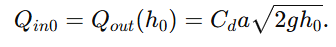 $Q_{in0} = Q_{out}(h_0) = C_d a \sqrt{2gh_0}.$